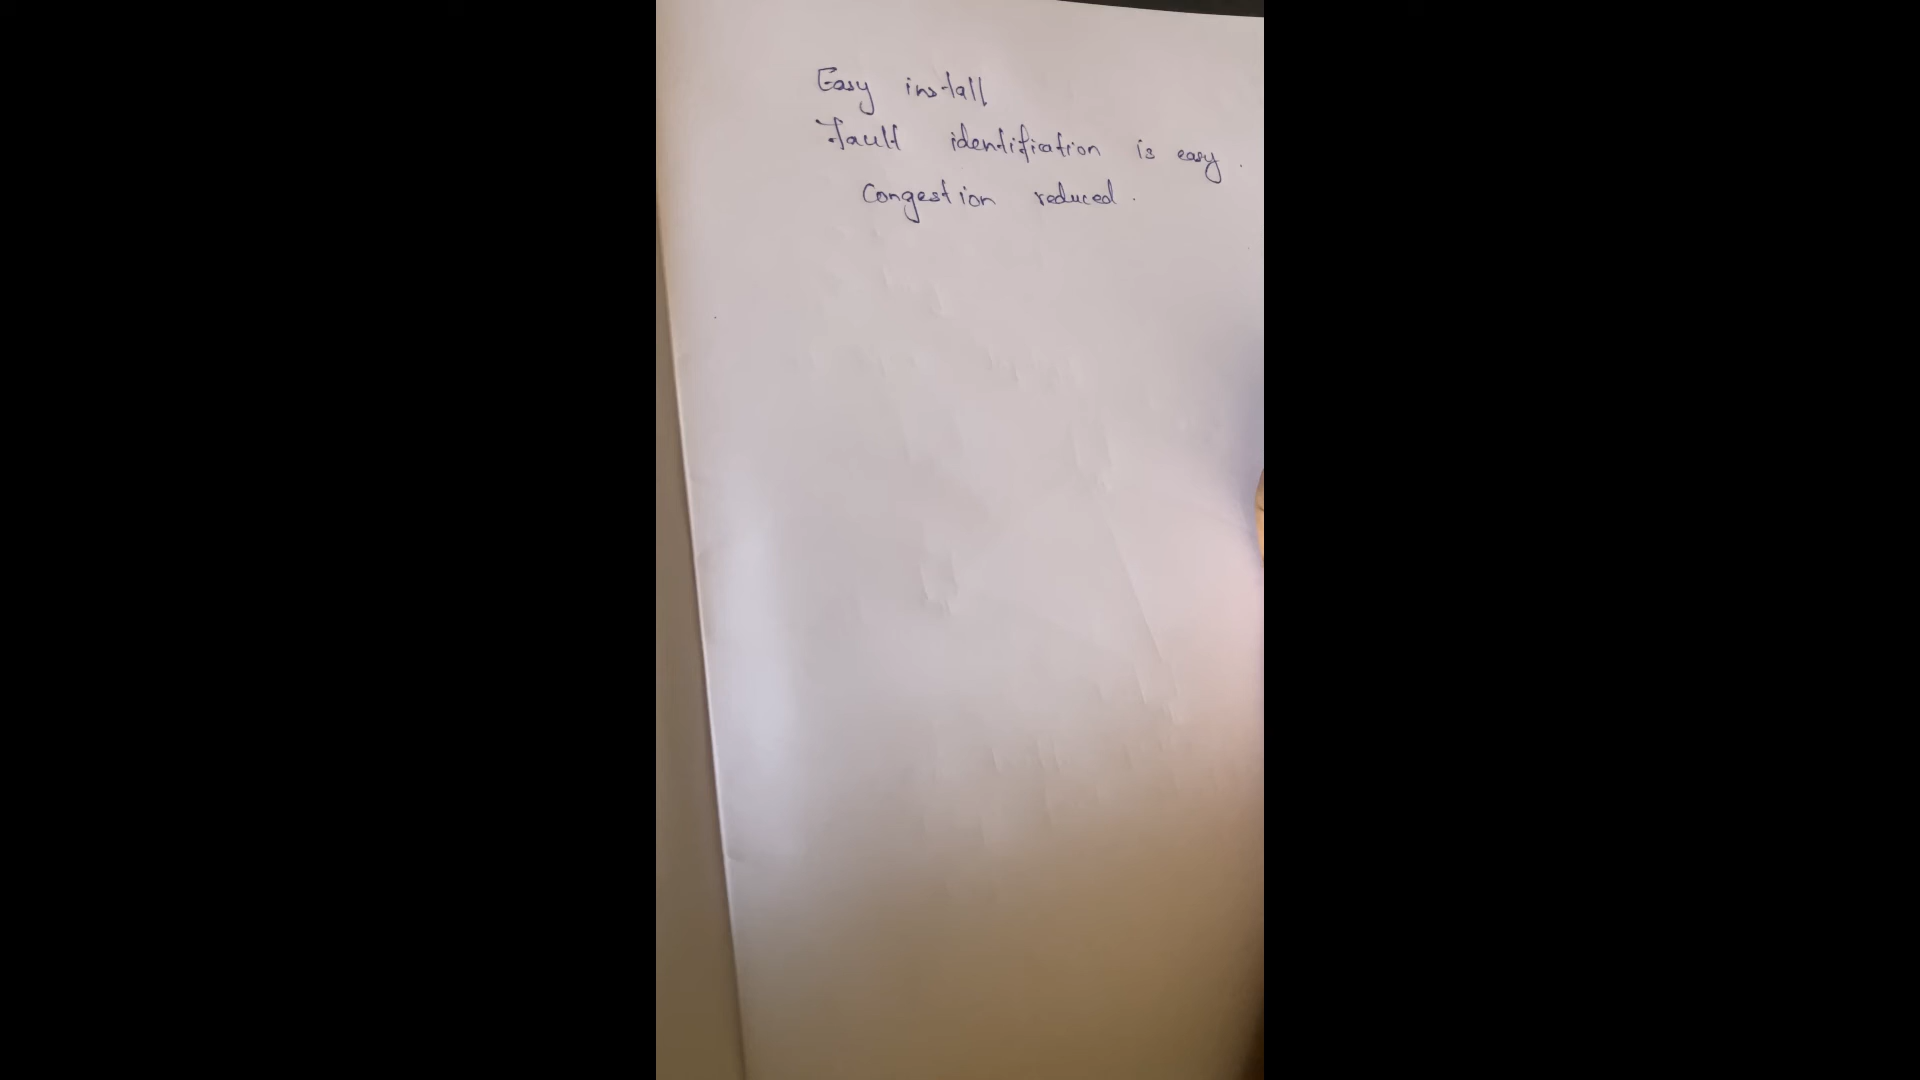 Easy install
Fault identification is easy.
Congestion reduced.